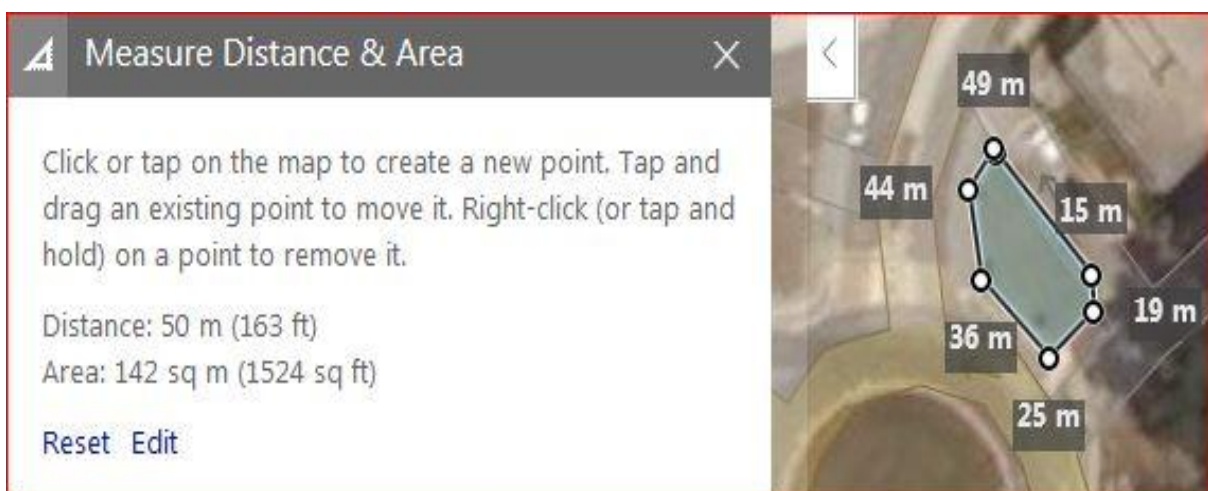 Measure Distance & Area
Click or tap on the map to create a new point. Tap and
drag an existing point to move it. Right-click (or tap and
hold) on a point to remove it.
Distance: 50 m (163 ft)
Area: 142 sq m (1524 sq ft)
Reset Edit
49 m
44 m
15 m
19 m
36 m
25 m